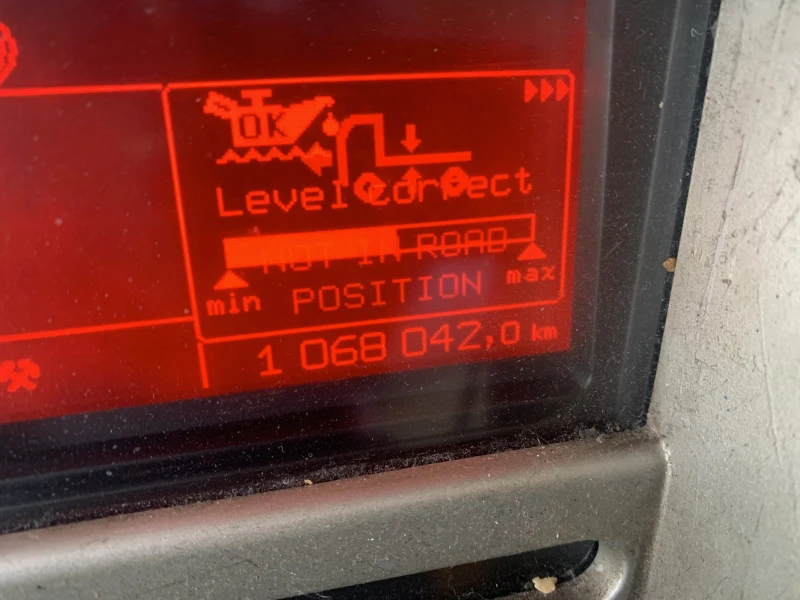 OK
Level Correct
NOT IN ROAD
min POSITION max
1 068 042,0 km